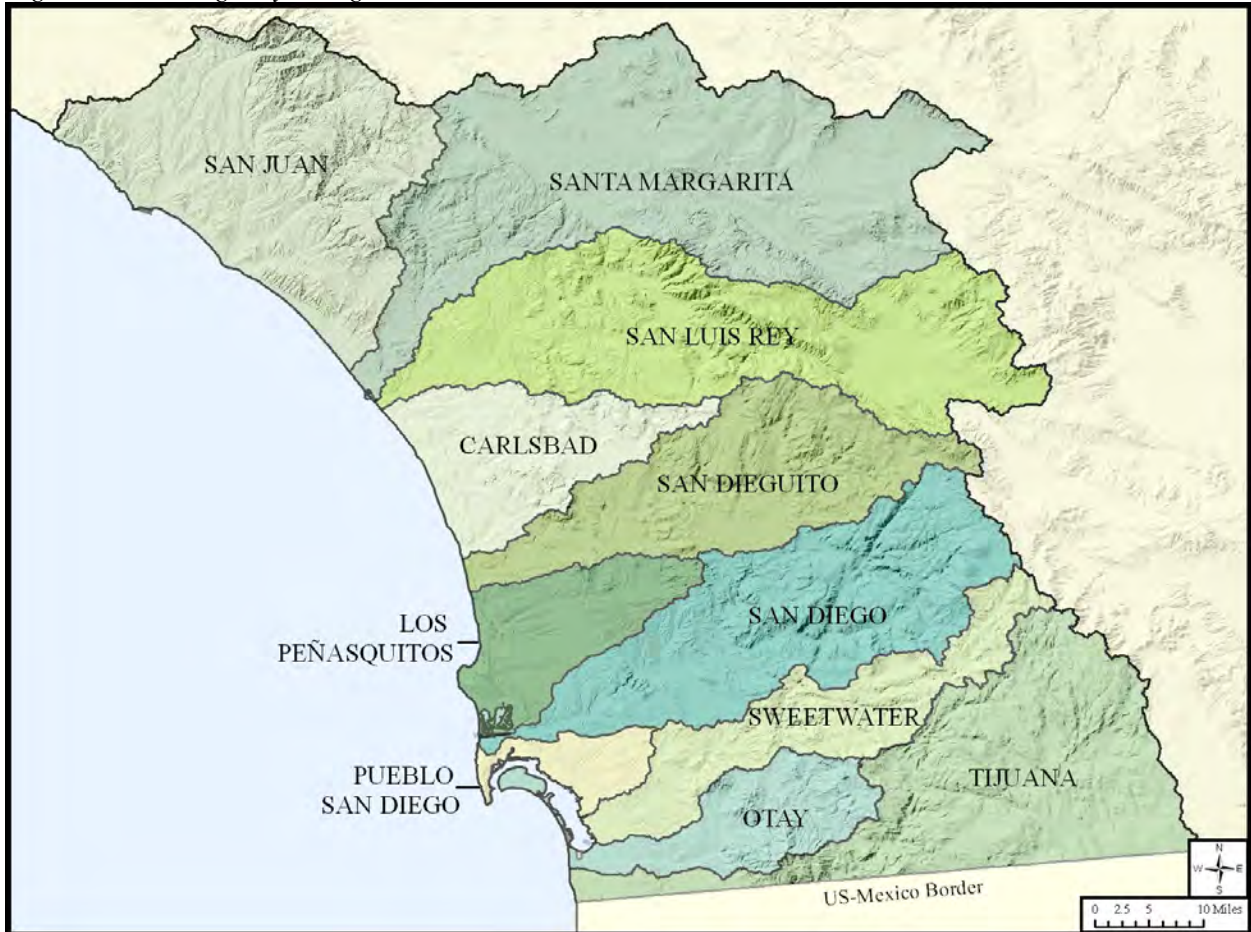 SAN JUAN
SANTA MARGARITA
SAN LUIS REY
CARLSBAD
SAN DIEGUITO
LOS
PEÑASQUITOS
SAN DIEGO
SWEETWATER
PUEBLO
SAN DIEGO
TIJUANA
OTAY
US-Mexico Border
N
W E
S
0 2.5 5 10 Miles